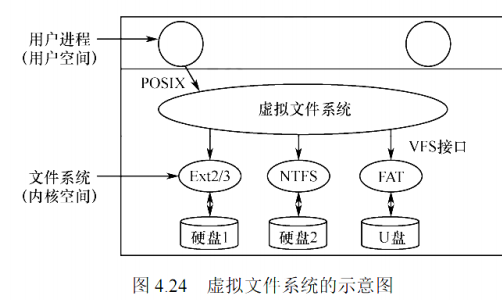 用户进程
(用户空间)
POSIX
虚拟文件系统
VFS接口
文件系统
(内核空间)
Ext2/3
NTFS
FAT
硬盘1
硬盘2
U盘
图 4.24 虚拟文件系统的示意图